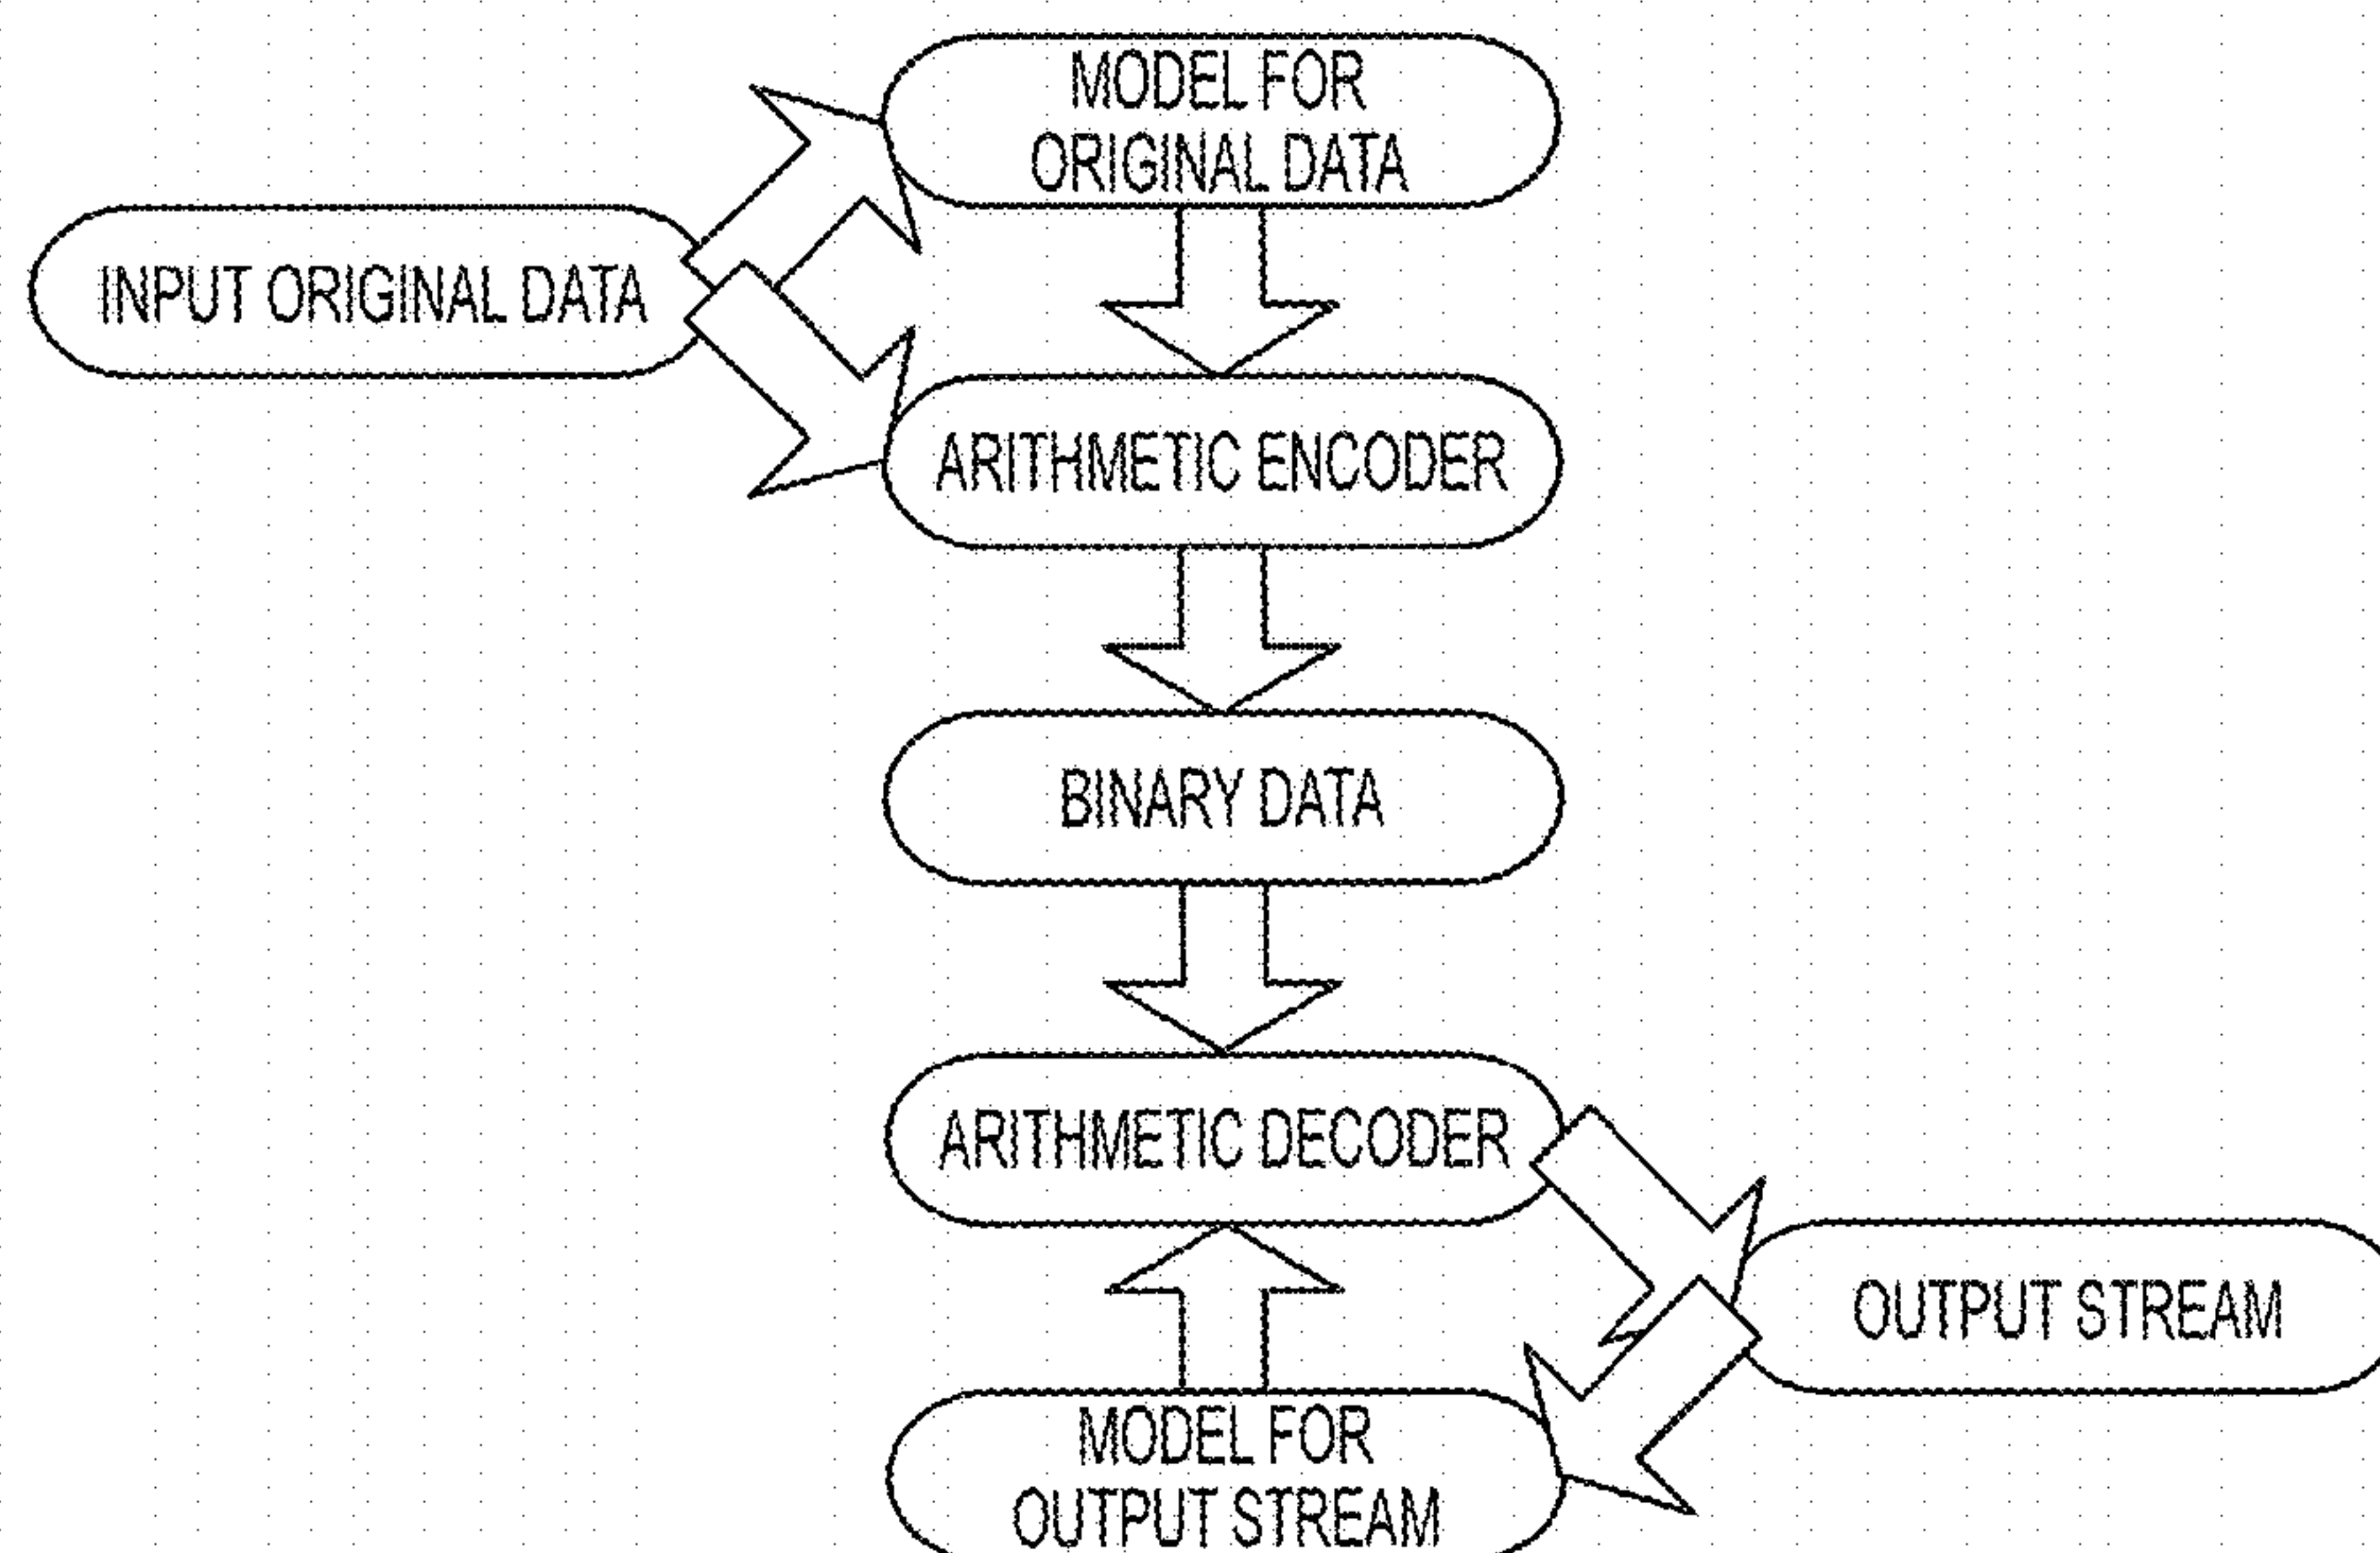 MODEL FOR
ORIGINAL DATA
INPUT ORIGINAL DATA
ARITHMETIC ENCODER
BINARY DATA
ARITHMETIC DECODER
OUTPUT STREAM
MODEL FOR
OUTPUT STREAM